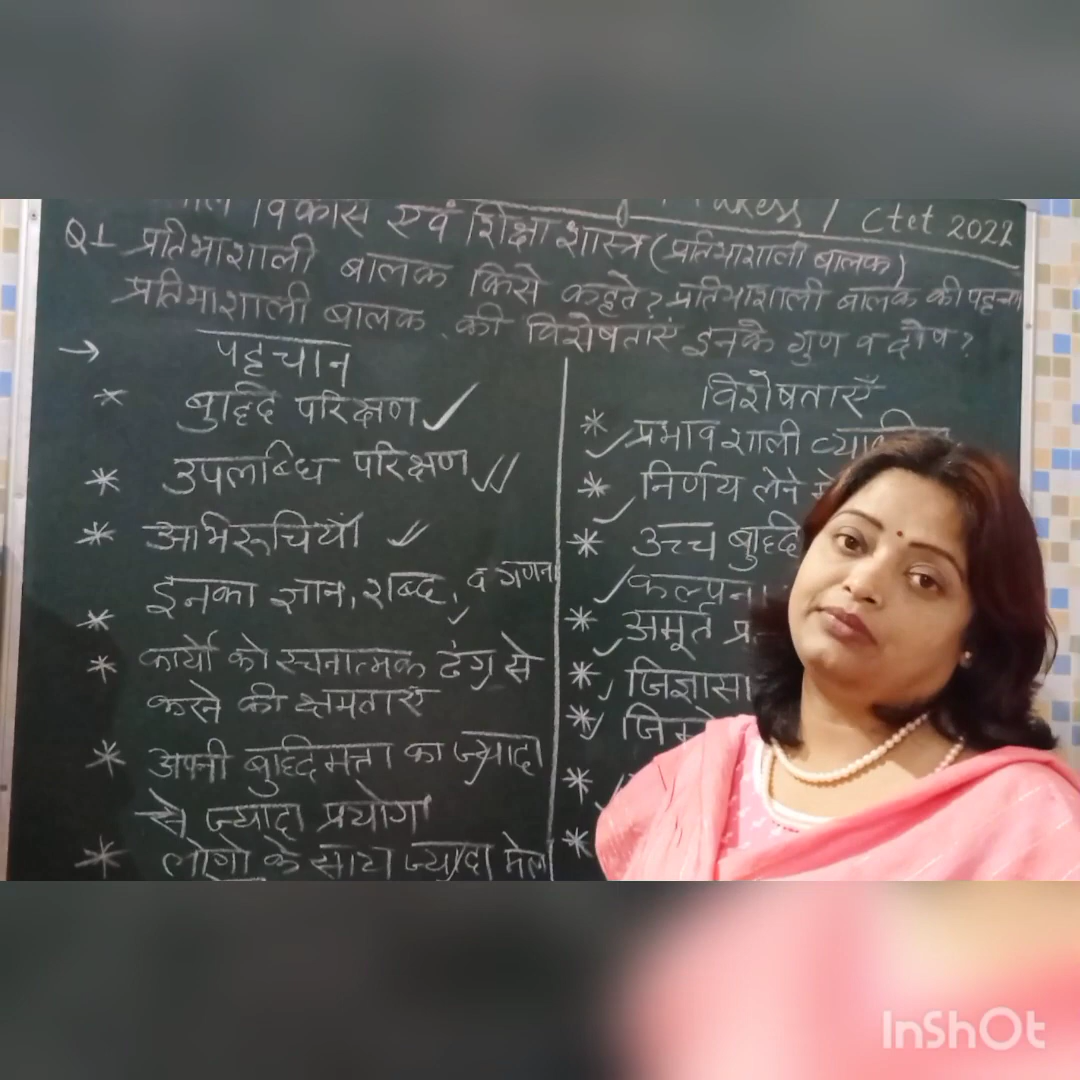 विकास एवं शिक्षा शास्त्र (प्रतिभाशाली बालक) / Ctet 2022
Q1 प्रतिभाशाली बालक किसे कहते? प्रतिभाशाली बालक की पहचान
प्रतिभाशाली बालक की विशेषताएं इनके गुण व दोष?
→ पहचान
* बुद्धि परिक्षण ✓
* उपलब्धि परिक्षण
* अभिरूचियाँ
* इनका ज्ञान, शब्द, व गणना
* कार्यो को रचनात्मक ढंग से
करने की क्षमताएं
* अपनी बुद्धिमत्ता का ज्यादा
से ज्यादा प्रयोग
* लोगो के साथ ज्यादा मेल
विशेषताएँ
* प्रभावशाली
* निर्णय लेने मे
* उच्च बुद्धि
कल्पना
* अमूर्त
* जिज्ञासा
InShOt